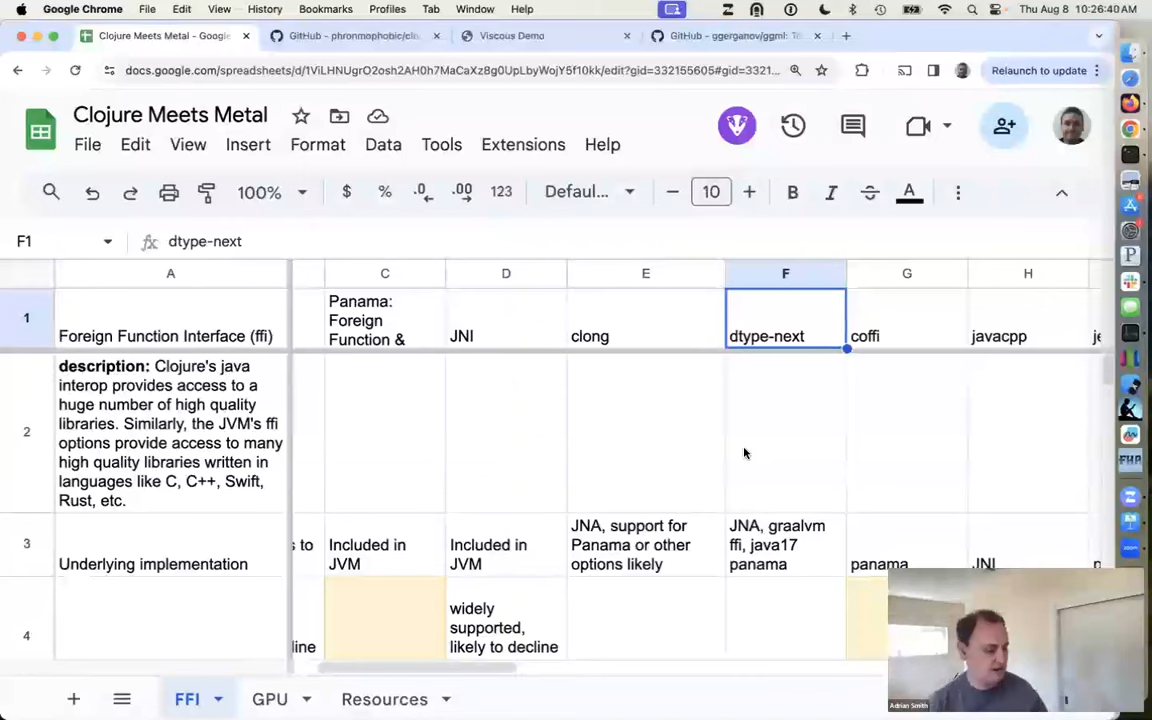 Google Chrome File Edit View History Bookmarks Profiles Tab Window Help Thu Aug 8 10:26:40 AM
Clojure Meets Metal - Google
GitHub - phronmophobic/clo
Viscous Demo
GitHub - ggerganov/ggml: Te
docs.google.com/spreadsheets/d/1ViLHNUgrO2osh2AH0h7MaCaXz8g0UpLbyWojY5f10kk/edit?gid=332155605#gid=3321...
Relaunch to update
Clojure Meets Metal
File Edit View Insert Format Data Tools Extensions Help
100% $ % .0 .00 123 Defaul... 10 B I A
F1
fx dtype-next
A C D E F G H
1
Foreign Function Interface (ffi)
Panama:
Foreign
Function &
JNI
clong
dtype-next
coffi
javacpp
2
description: Clojure's java
interop provides access to a
huge number of high quality
libraries. Similarly, the JVM's ffi
options provide access to many
high quality libraries written in
languages like C, C++, Swift,
Rust, etc.
3
Underlying implementation
s to
Included in
JVM
Included in
JVM
JNA, support for
Panama or other
options likely
JNA, graalvm
ffi, java17
panama
panama
JNI
4
line
widely
supported,
likely to decline
Adrian Smith
FFI GPU Resources